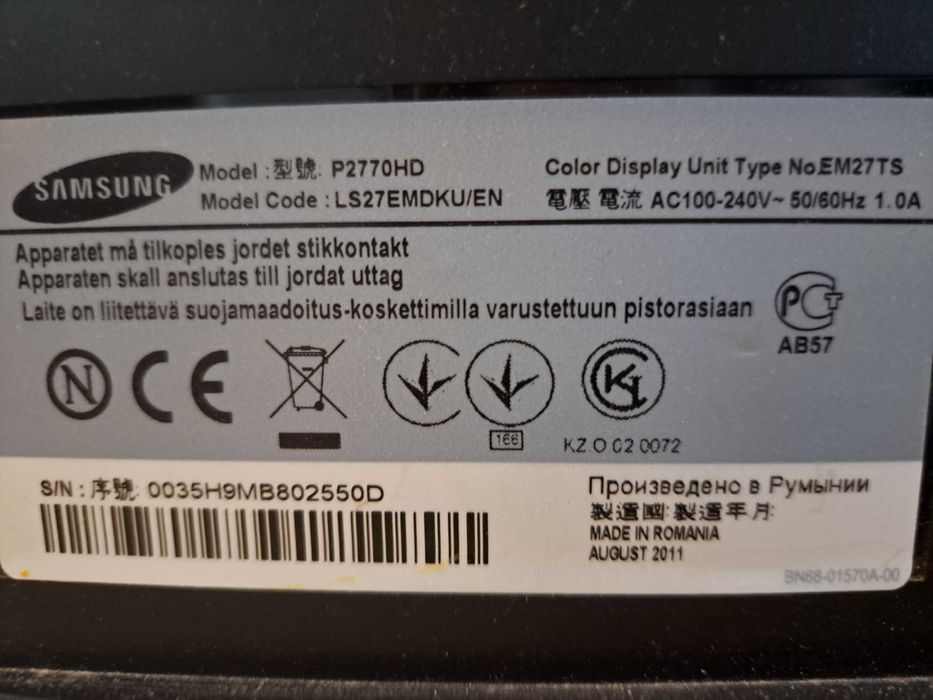 SAMSUNG
Model : 型號: P2770HD
Color Display Unit Type No.EM27TS
Model Code : LS27EMDKU/EN
電壓 電流 AC100-240V~ 50/60Hz 1.0A
Apparatet må tilkoples jordet stikkontakt
Apparaten skall anslutas till jordat uttag
Laite on liitettävä suojamaadoitus-koskettimilla varustettuun pistorasiaan
PCT
AB57
N CE
166
KZ.O 02 0072
S/N : 序號: 0035H9MB802550D
Произведено в Румынии
製造國: 製造年月:
MADE IN ROMANIA
AUGUST 2011
BN68-01570A-00